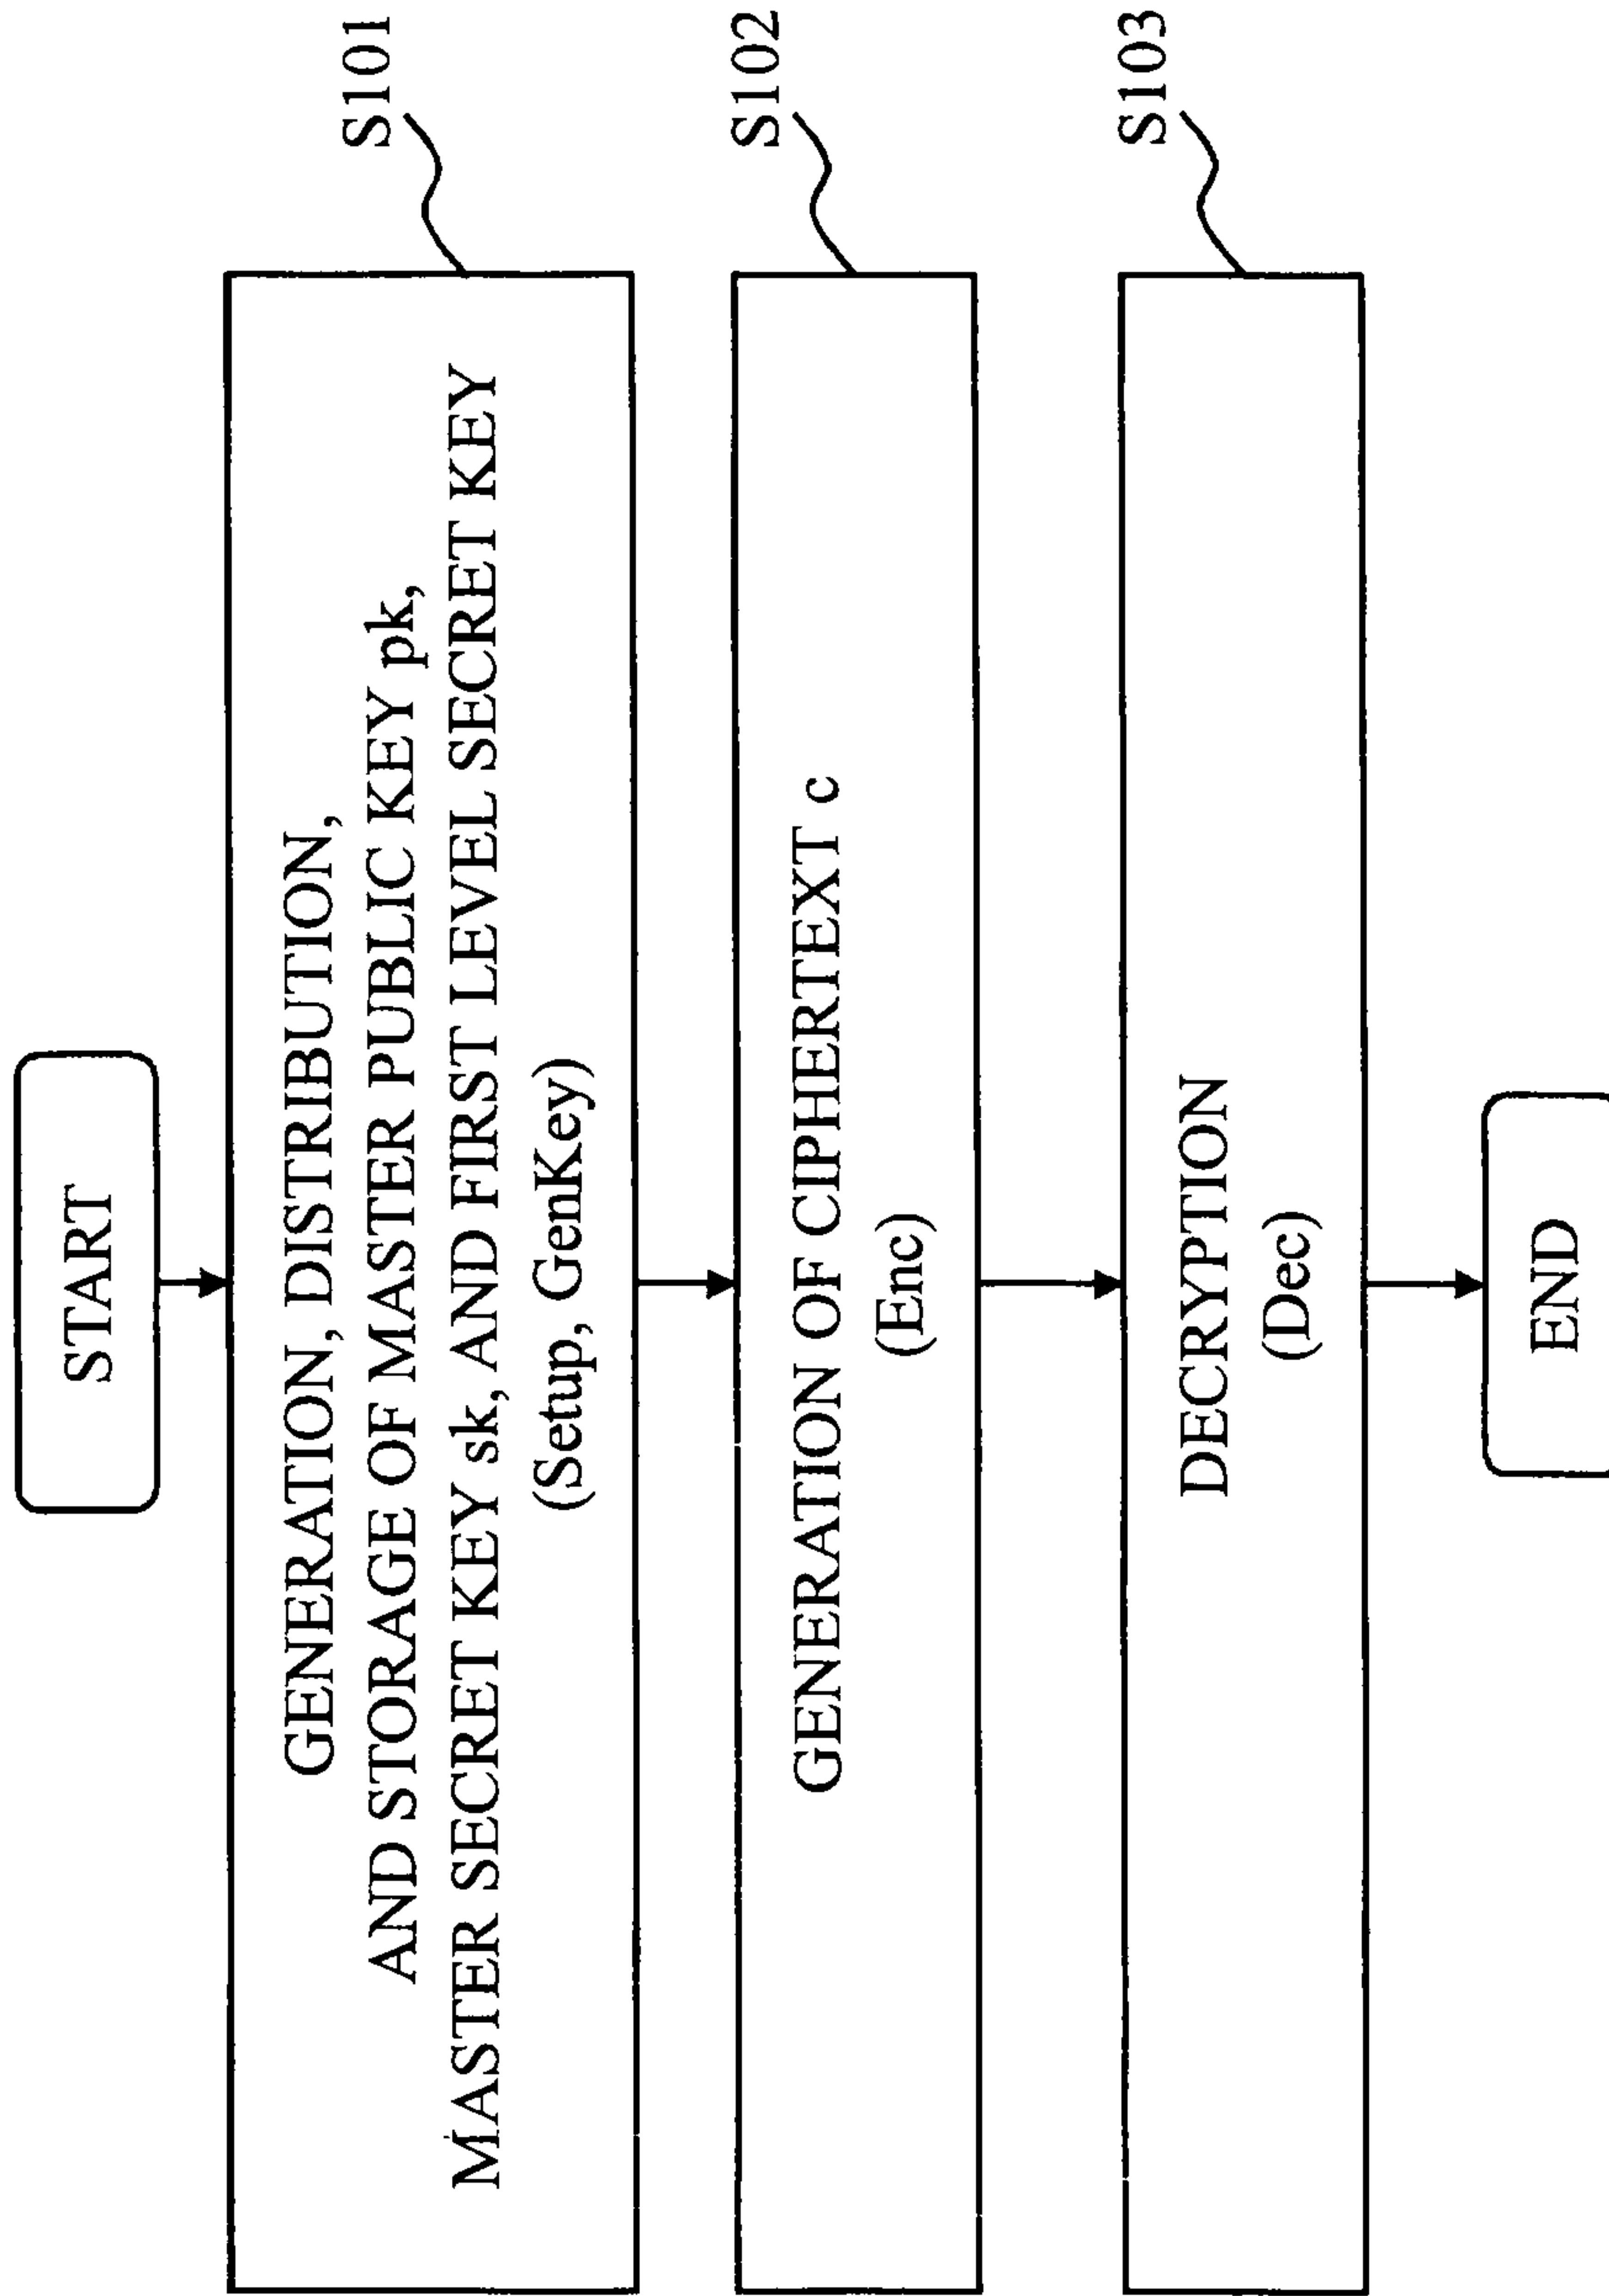 START
GENERATION, DISTRIBUTION,
AND STORAGE OF MASTER PUBLIC KEY pk,
MASTER SECRET KEY sk, AND FIRST LEVEL SECRET KEY
(Setup, GenKey)
S101
GENERATION OF CIPHERTEXT c
(Enc)
S102
DECRYPTION
(Dec)
S103
END